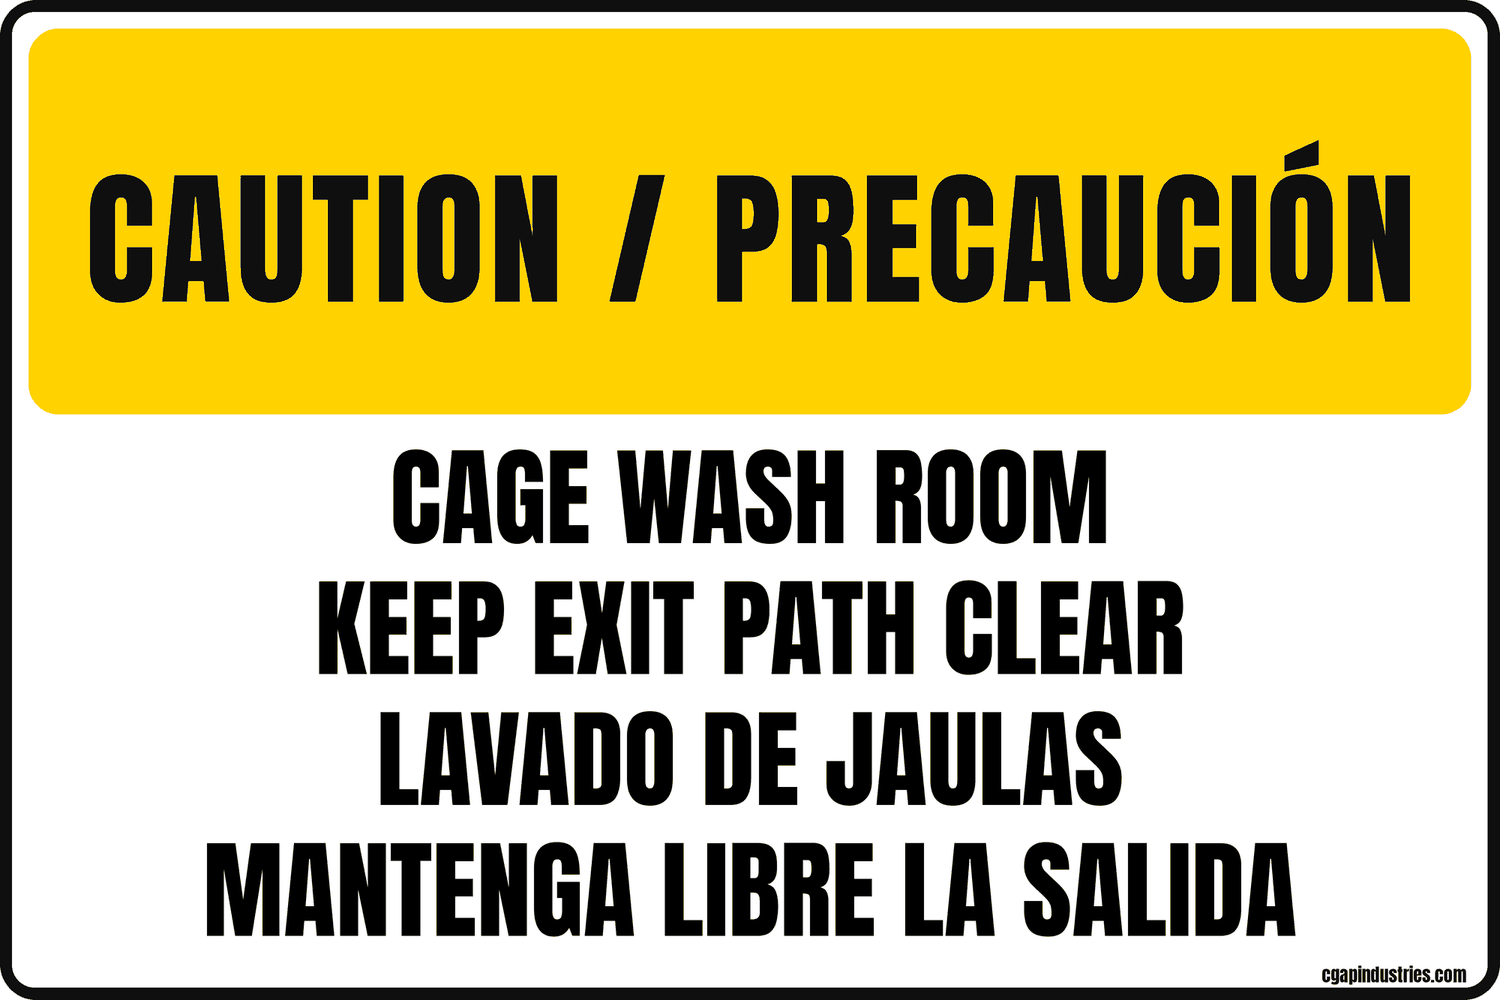 CAUTION / PRECAUCIÓN
CAGE WASH ROOM
KEEP EXIT PATH CLEAR
LAVADO DE JAULAS
MANTENGA LIBRE LA SALIDA
cgapindustries.com